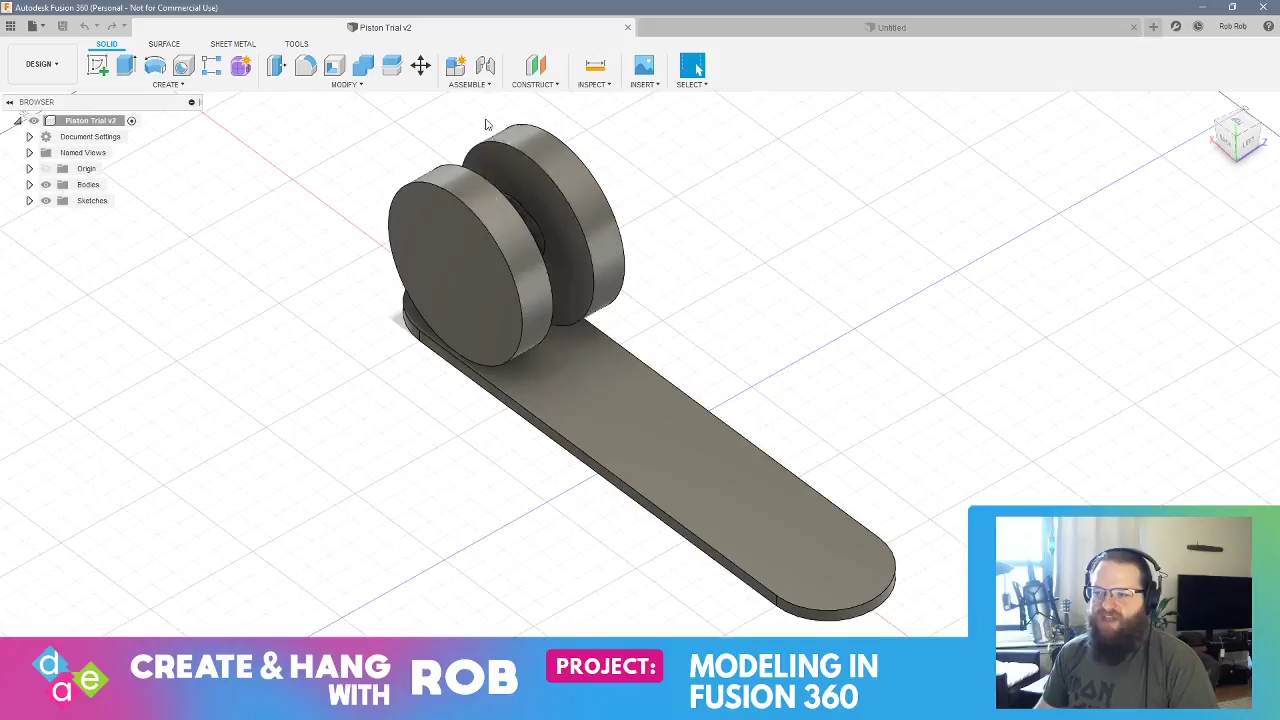 Autodesk Fusion 360 (Personal - Not for Commercial Use)
Piston Trial v2
Untitled
Rob Rob
SOLID SURFACE SHEET METAL TOOLS
DESIGN
CREATE MODIFY ASSEMBLE CONSTRUCT INSPECT INSERT SELECT
BROWSER
Piston Trial v2
Document Settings
Named Views
Origin
Bodies
Sketches
d
a e
CREATE & HANG
WITH
ROB
PROJECT:
MODELING IN
FUSION 360